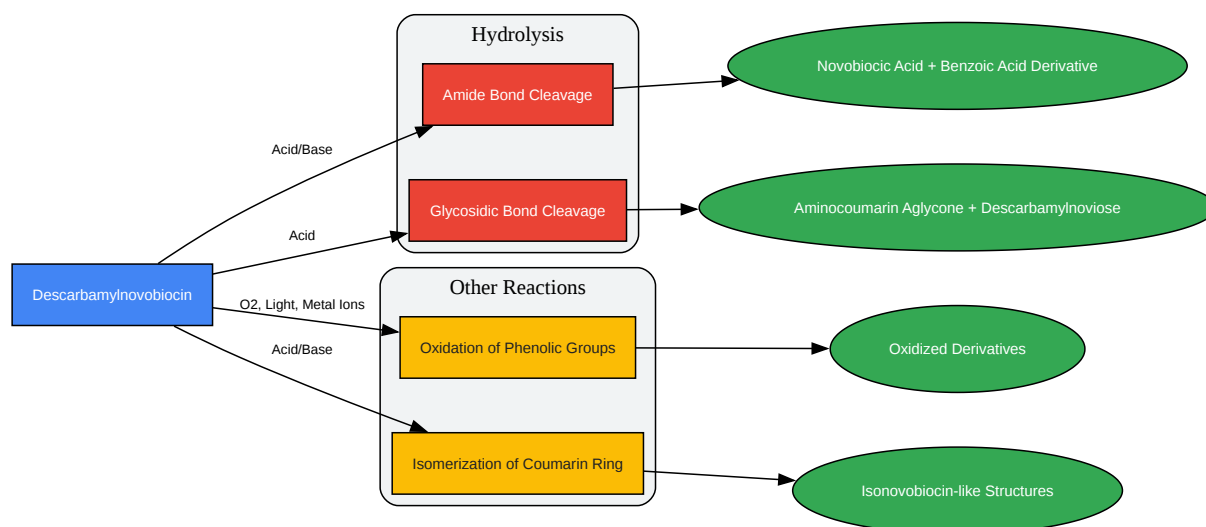 Hydrolysis
Amide Bond Cleavage
Novobiocic Acid + Benzoic Acid Derivative
Acid/Base
Glycosidic Bond Cleavage
Aminocoumarin Aglycone + Descarbamylnoviose
Acid
Descarbamylnovobiocin
Other Reactions
O2, Light, Metal Ions
Oxidation of Phenolic Groups
Oxidized Derivatives
Acid/Base
Isomerization of Coumarin Ring
Isonovobiocin-like Structures